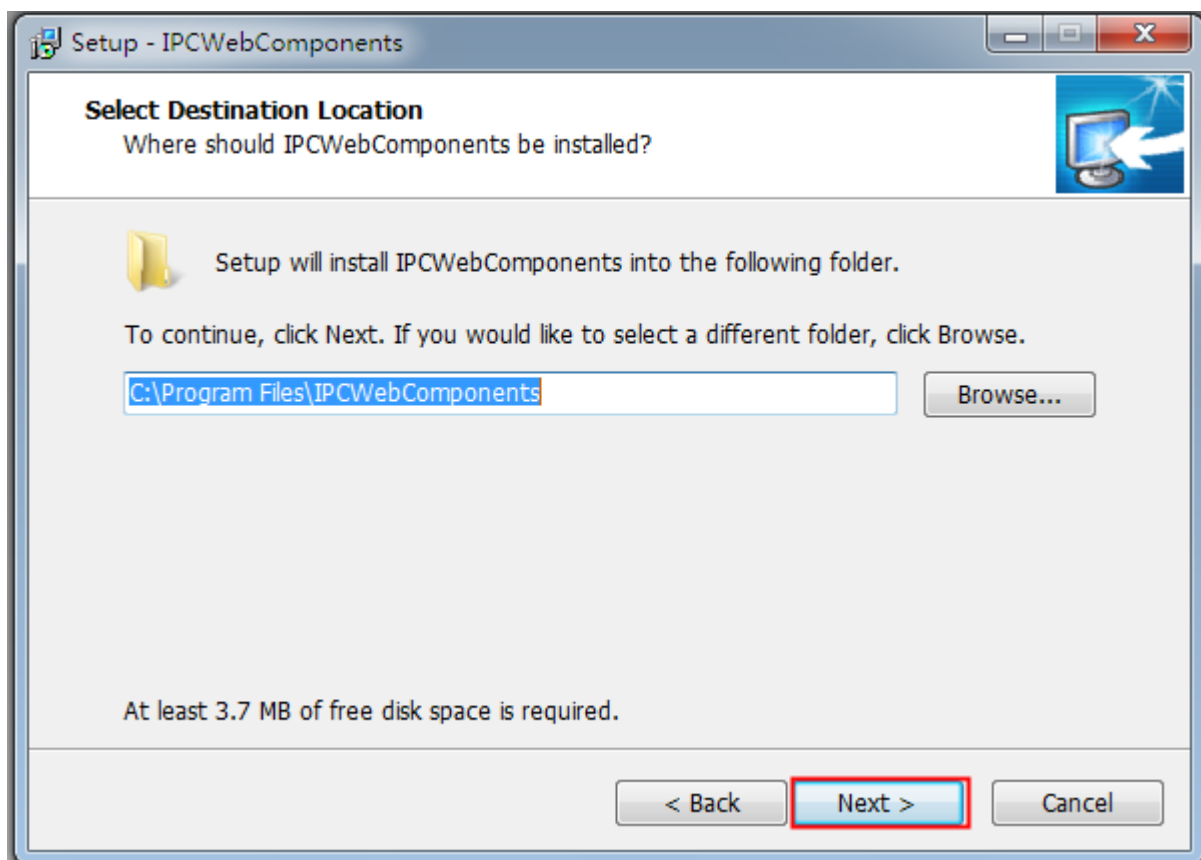 Setup - IPCWebComponents
Select Destination Location
Where should IPCWebComponents be installed?
Setup will install IPCWebComponents into the following folder.
To continue, click Next. If you would like to select a different folder, click Browse.
C:\Program Files\IPCWebComponents
Browse...
At least 3.7 MB of free disk space is required.
< Back
Next >
Cancel